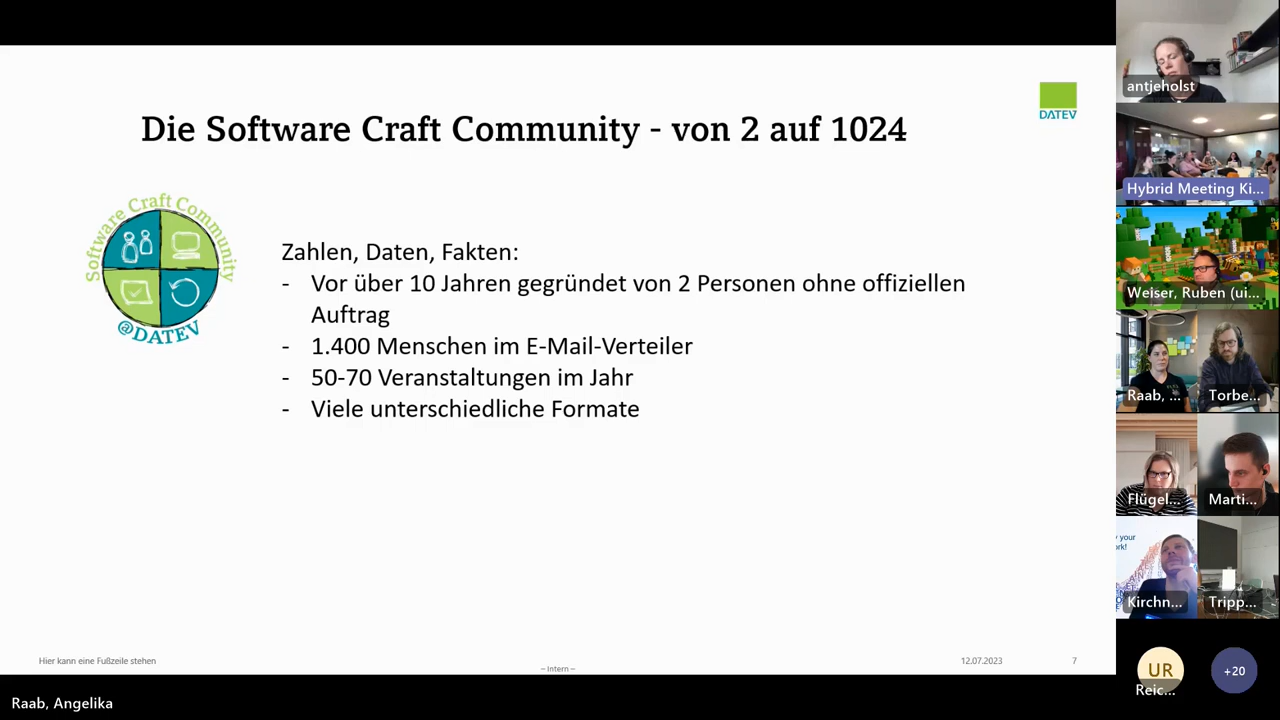 Die Software Craft Community - von 2 auf 1024
DATEV
Software Craft Community
@DATEV
Zahlen, Daten, Fakten:
- Vor über 10 Jahren gegründet von 2 Personen ohne offiziellen
Auftrag
- 1.400 Menschen im E-Mail-Verteiler
- 50-70 Veranstaltungen im Jahr
- Viele unterschiedliche Formate
Hier kann eine Fußzeile stehen
– Intern –
12.07.2023
7
Raab, Angelika
antjeholst
Hybrid Meeting Ki...
Weiser, Ruben (ui...
Raab, ...
Torbe...
Flügel...
Marti...
your
Kirchn...
Tripp...
UR
Reic...
+20